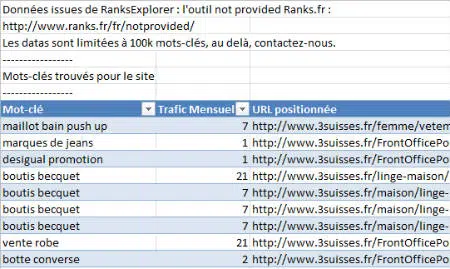 Données issues de RanksExplorer : l'outil not provided Ranks.fr :
http://www.ranks.fr/fr/notprovided/
Les datas sont limitées à 100k mots-clés, au delà, contactez-nous.
-----------------
Mots-clés trouvés pour le site
-----------------
Mot-clé Trafic Mensuel URL positionnée
maillot bain push up 7 http://www.3suisses.fr/femme/vetem
marques de jeans 1 http://www.3suisses.fr/FrontOfficePo
desigual promotion 1 http://www.3suisses.fr/FrontOfficePo
boutis becquet 21 http://www.3suisses.fr/linge-maison/
boutis becquet 7 http://www.3suisses.fr/maison/linge-
boutis becquet 7 http://www.3suisses.fr/maison/linge-
boutis becquet 7 http://www.3suisses.fr/maison/linge-
vente robe 21 http://www.3suisses.fr/FrontOfficePo
botte converse 2 http://www.3suisses.fr/FrontOfficePo